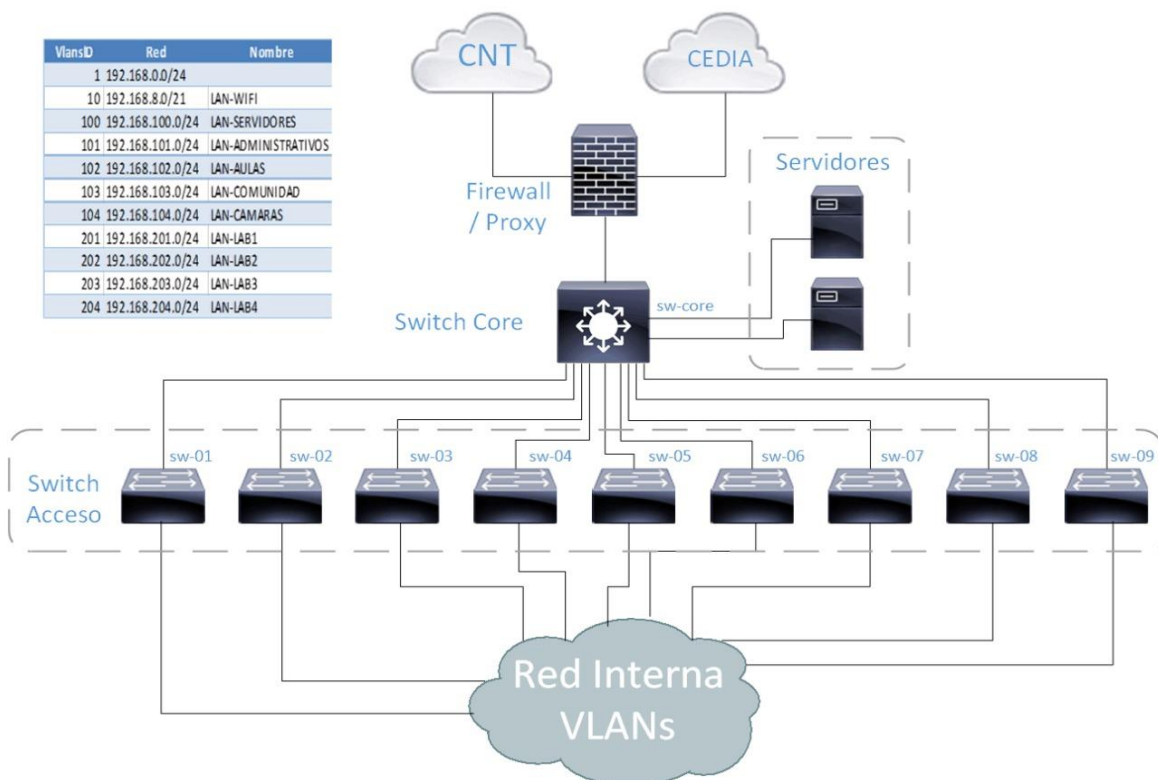 VlansID Red Nombre
1 192.168.0.0/24
10 192.168.8.0/21 LAN-WIFI
100 192.168.100.0/24 LAN-SERVIDORES
101 192.168.101.0/24 LAN-ADMINISTRATIVOS
102 192.168.102.0/24 LAN-AULAS
103 192.168.103.0/24 LAN-COMUNIDAD
104 192.168.104.0/24 LAN-CAMARAS
201 192.168.201.0/24 LAN-LAB1
202 192.168.202.0/24 LAN-LAB2
203 192.168.203.0/24 LAN-LAB3
204 192.168.204.0/24 LAN-LAB4
CNT
CEDIA
Firewall
/ Proxy
Servidores
Switch Core
sw-core
Switch
Acceso
sw-01
sw-02
sw-03
sw-04
sw-05
sw-06
sw-07
sw-08
sw-09
Red Interna
VLANs